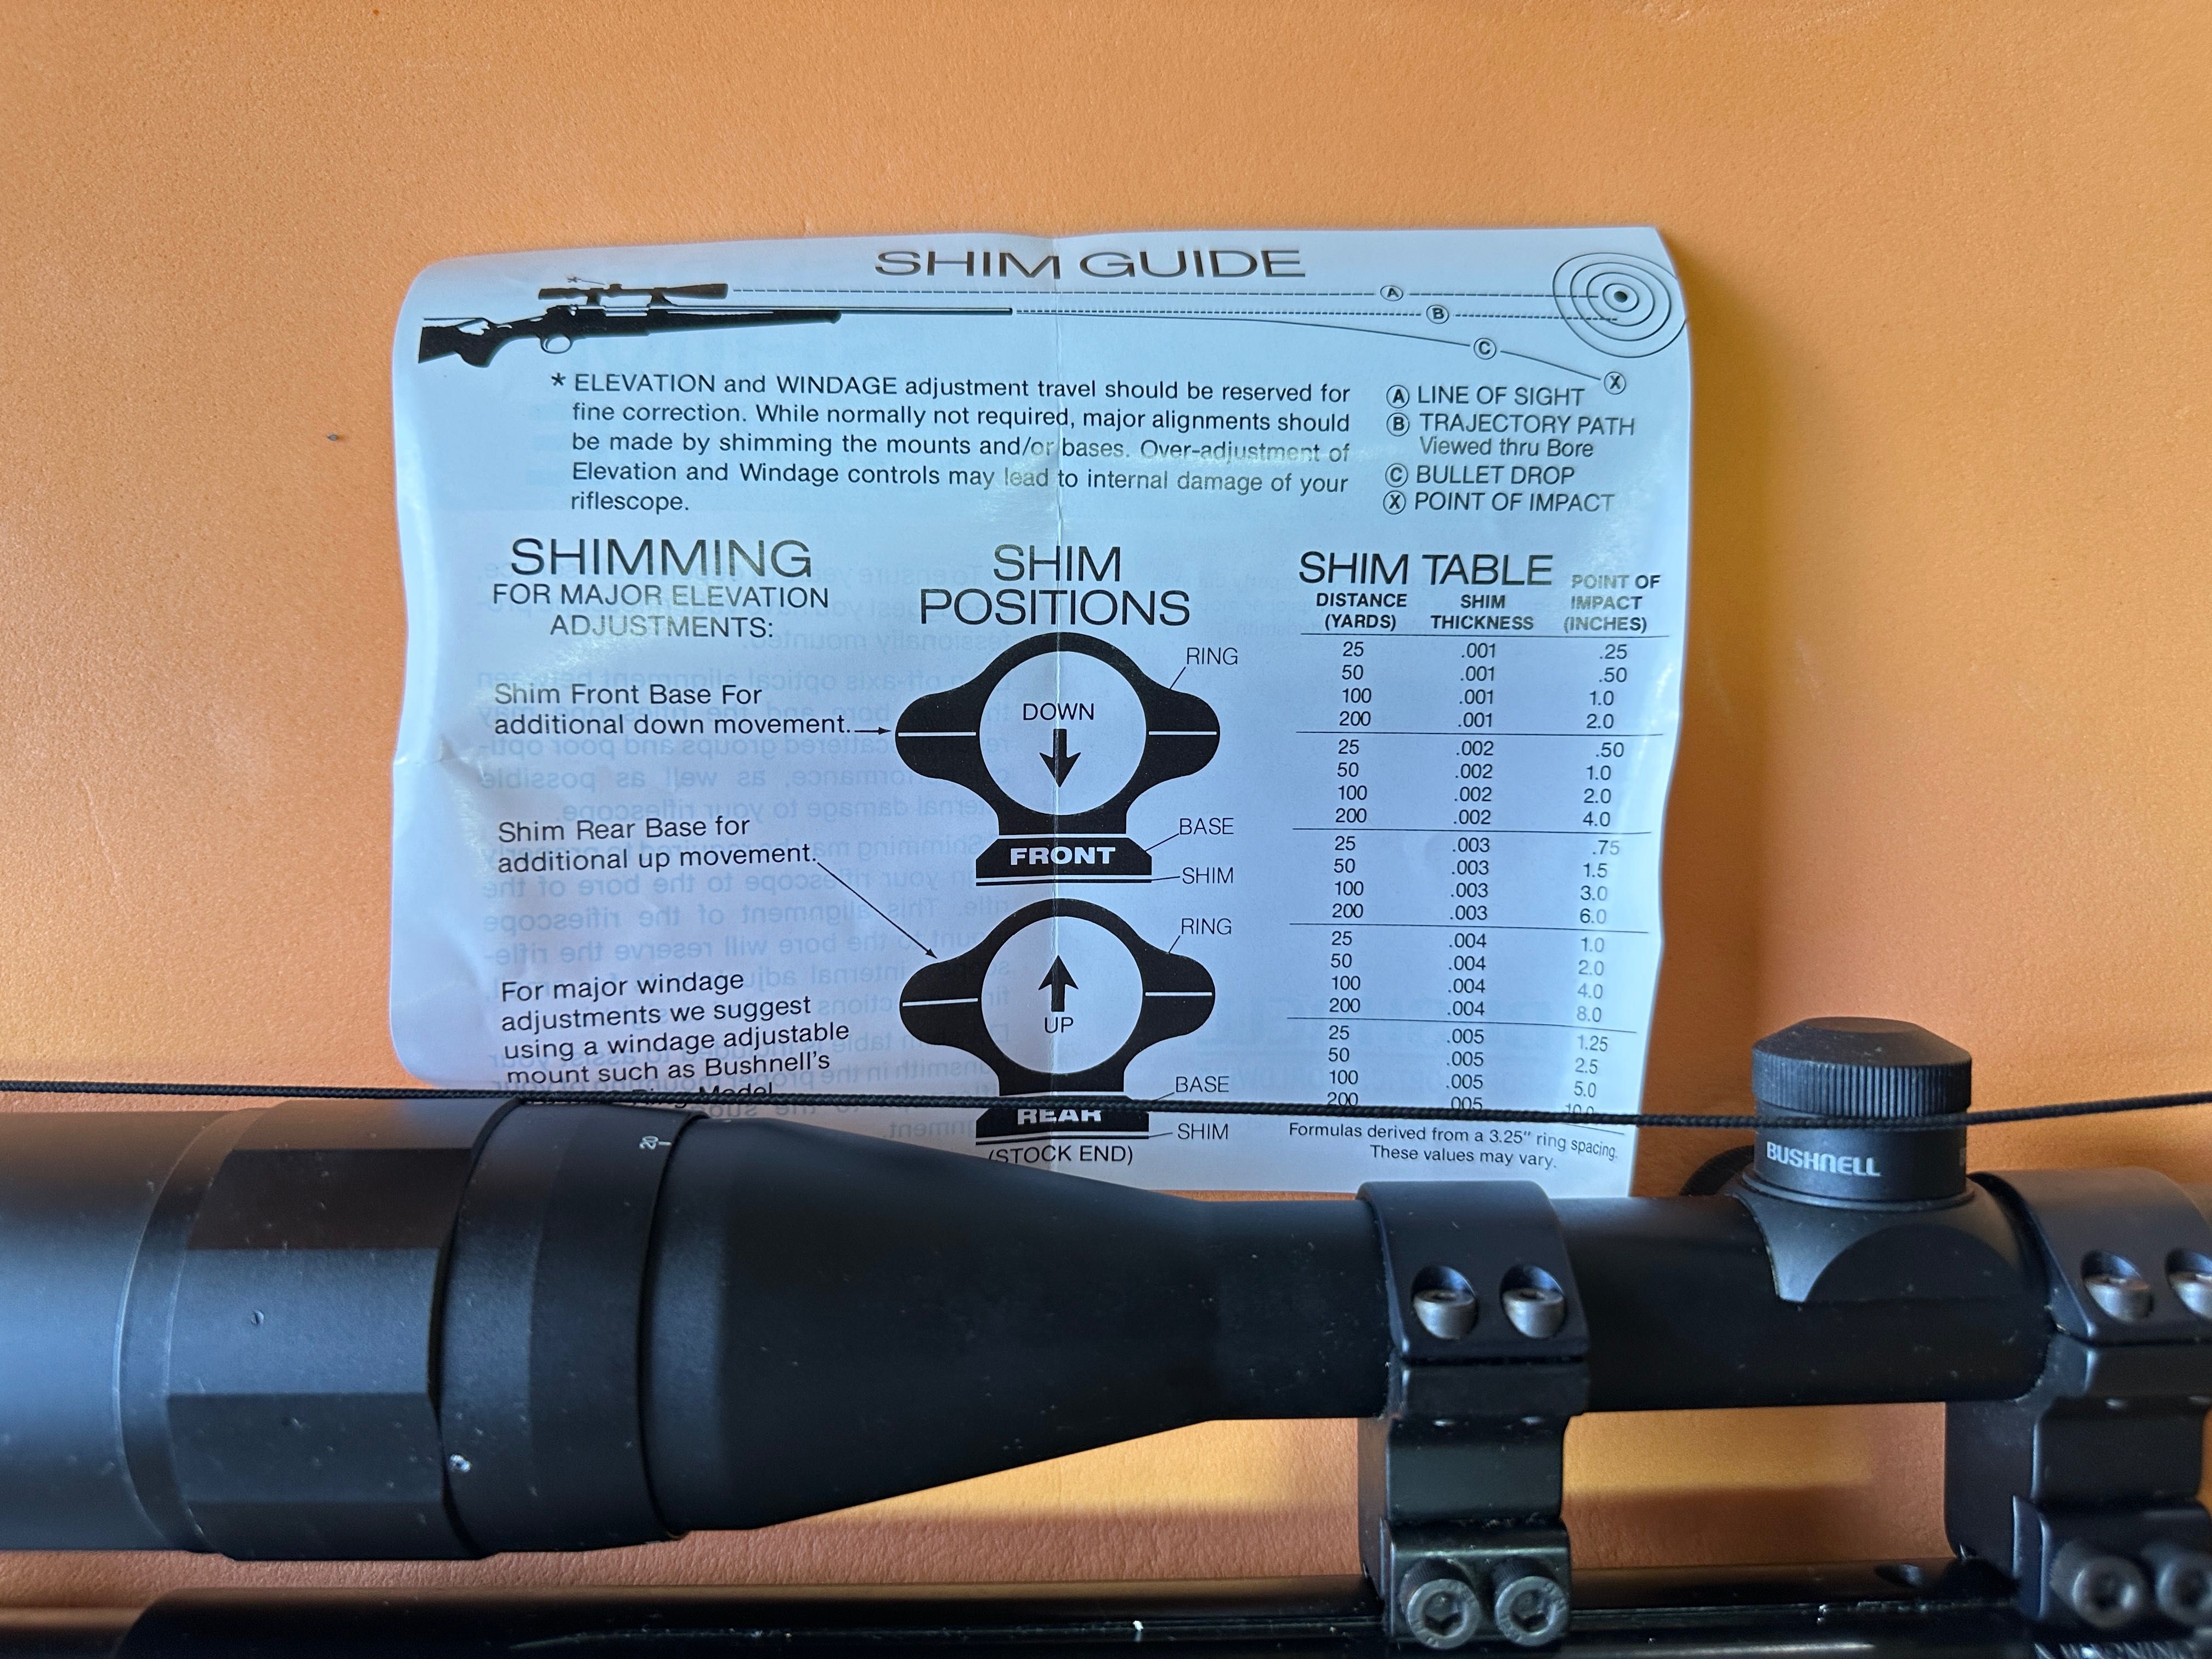 SHIM GUIDE
A
B
C
X
* ELEVATION and WINDAGE adjustment travel should be reserved for
fine correction. While normally not required, major alignments should
be made by shimming the mounts and/or bases. Over-adjustment of
Elevation and Windage controls may lead to internal damage of your
riflescope.
A LINE OF SIGHT
B TRAJECTORY PATH
Viewed thru Bore
C BULLET DROP
X POINT OF IMPACT
SHIMMING
FOR MAJOR ELEVATION
ADJUSTMENTS:
Shim Front Base For
additional down movement.
Shim Rear Base for
additional up movement.
For major windage
adjustments we suggest
using a windage adjustable
mount such as Bushnell's
Model
SHIM
POSITIONS
RING
DOWN
BASE
FRONT
SHIM
RING
UP
BASE
REAR
SHIM
(STOCK END)
SHIM TABLE
DISTANCE (YARDS) SHIM THICKNESS POINT OF IMPACT (INCHES)
25 .001 .25
50 .001 .50
100 .001 1.0
200 .001 2.0
25 .002 .50
50 .002 1.0
100 .002 2.0
200 .002 4.0
25 .003 .75
50 .003 1.5
100 .003 3.0
200 .003 6.0
25 .004 1.0
50 .004 2.0
100 .004 4.0
200 .004 8.0
25 .005 1.25
50 .005 2.5
100 .005 5.0
200 .005 10.0
Formulas derived from a 3.25" ring spacing.
These values may vary.
20
BUSHNELL